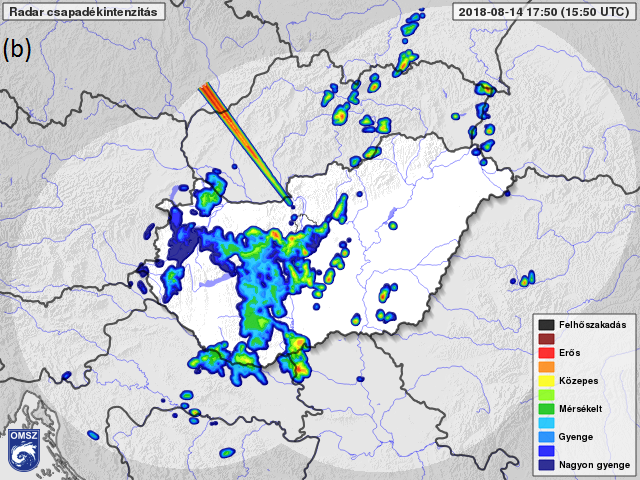 Radar csapadékintenzitás
2018-08-14 17:50 (15:50 UTC)
(b)
Felhőszakadás
Erős
Közepes
Mérsékelt
Gyenge
Nagyon gyenge
OMSZ